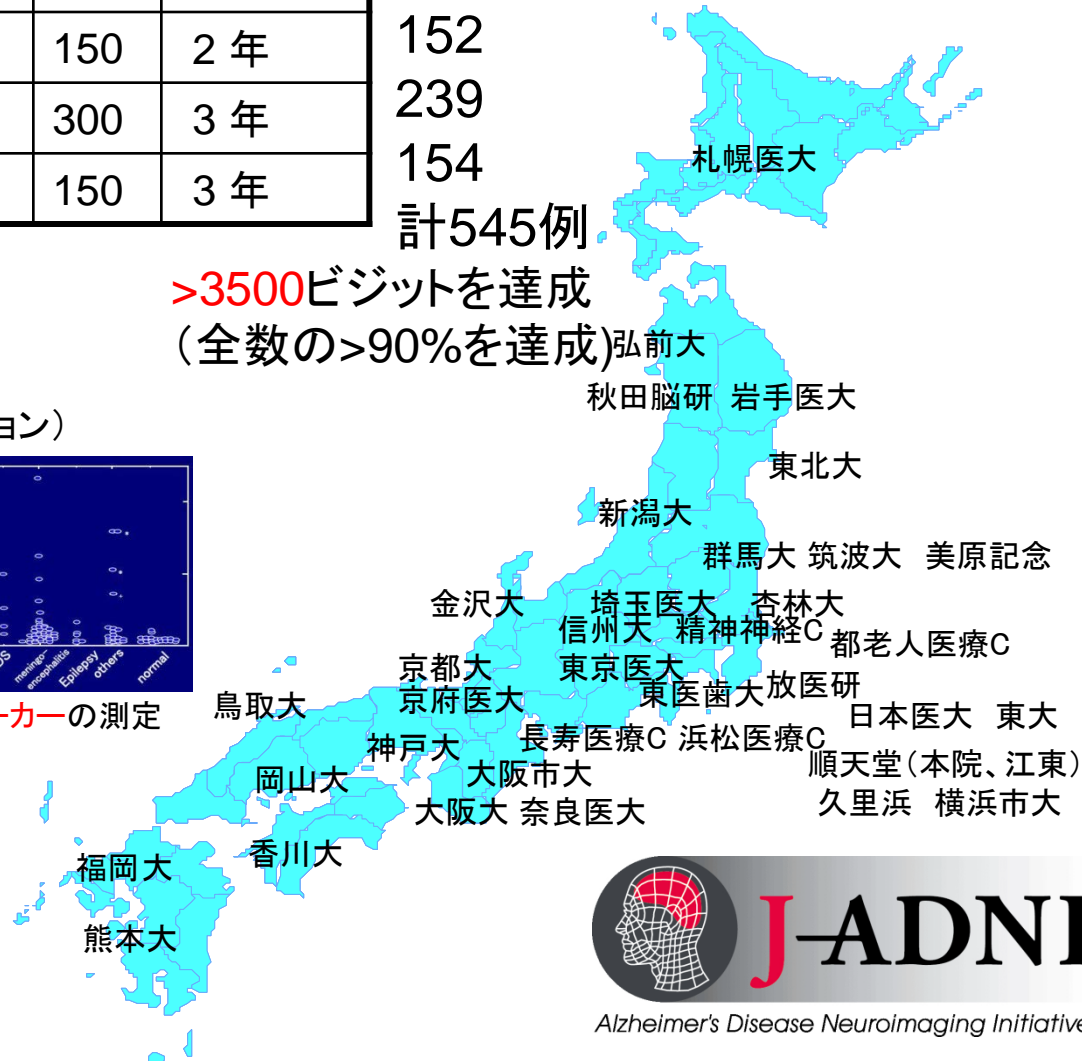 150 2 年 152
300 3 年 239
150 3 年 154
計545例
>3500ビジットを達成
（全数の>90%を達成)
ョン）
OS
meningo-
encephalitis
Epilepsy
others
normal
ーカーの測定
札幌医大
弘前大
秋田脳研 岩手医大
東北大
新潟大
群馬大 筑波大 美原記念
金沢大 埼玉医大 杏林大
信州大 精神神経C 都老人医療C
京都大 東京医大
鳥取大 京府医大 東医歯大 放医研
日本医大 東大
神戸大 長寿医療C 浜松医療C
岡山大 大阪市大 順天堂（本院、江東）
大阪大 奈良医大 久里浜 横浜市大
福岡大 香川大
熊本大
J-ADNI
Alzheimer's Disease Neuroimaging Initiative